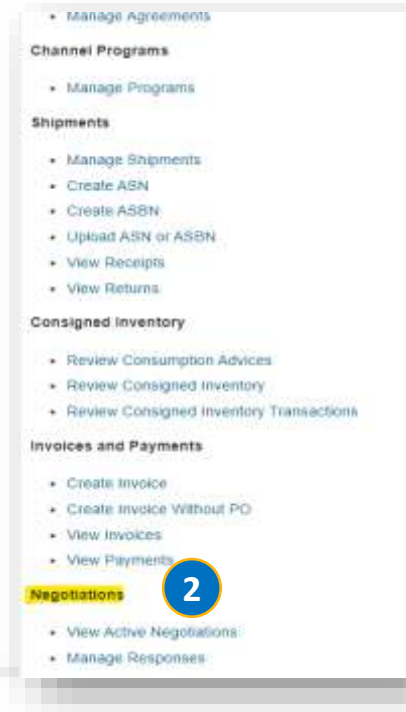 Manage Agreements
Channel Programs
Manage Programs
Shipments
Manage Shipments
Create ASN
Create ASBN
Upload ASN or ASBN
View Receipts
View Returns
Consigned Inventory
Review Consumption Advices
Review Consigned Inventory
Review Consigned Inventory Transactions
Invoices and Payments
Create Invoice
Create Invoice Without PO
View Invoices
View Payments
Negotiations 2
View Active Negotiations
Manage Responses